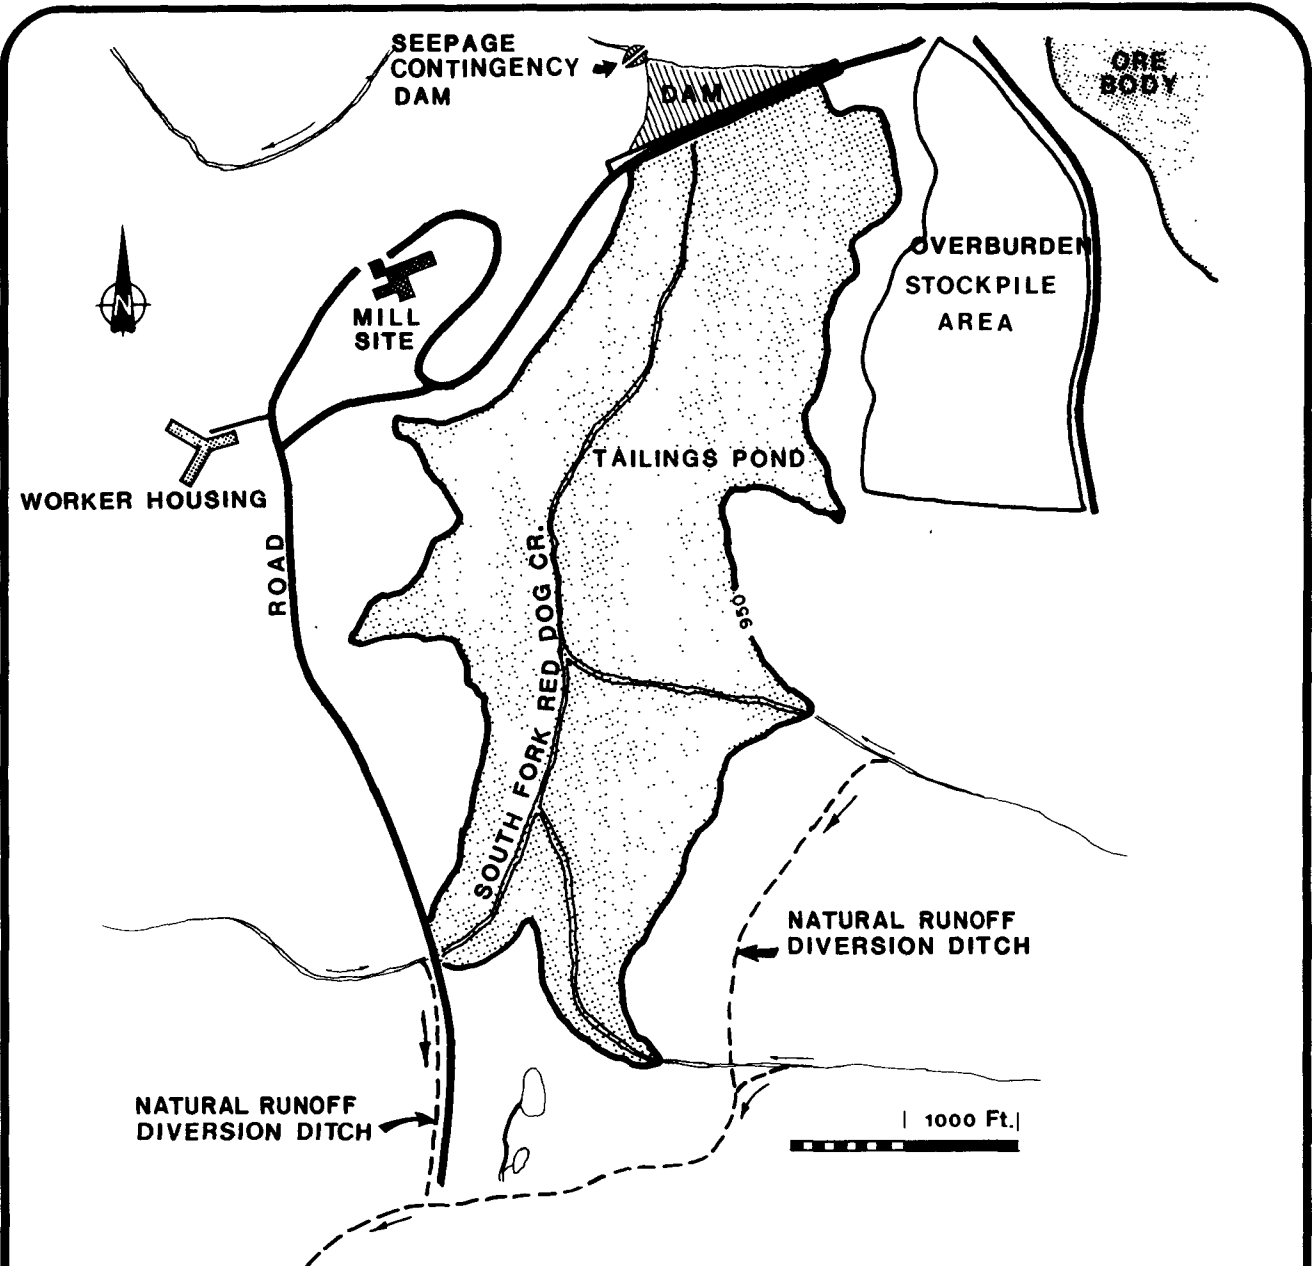 SEEPAGE
CONTINGENCY
DAM
DAM
ORE
BODY
N
OVERBURDEN
STOCKPILE
AREA
MILL
SITE
TAILINGS POND
WORKER HOUSING
ROAD
SOUTH FORK RED DOG CR.
950
NATURAL RUNOFF
DIVERSION DITCH
NATURAL RUNOFF
DIVERSION DITCH
1000 Ft.